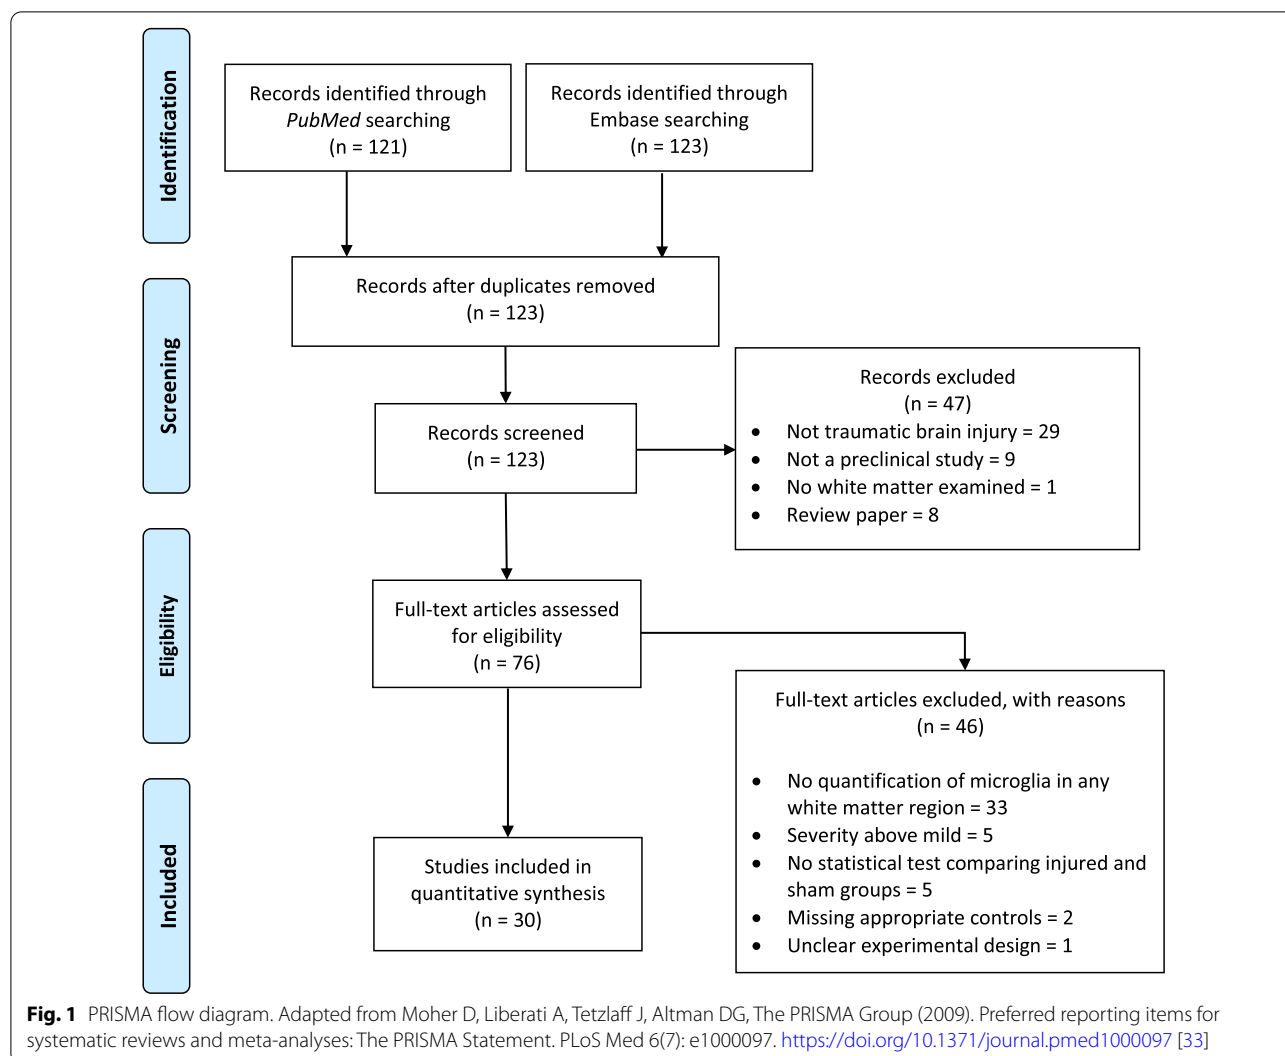 Identification
Records identified through
PubMed searching
(n = 121)
Records identified through
Embase searching
(n = 123)
Screening
Records after duplicates removed
(n = 123)
Records screened
(n = 123)
Records excluded
(n = 47)
• Not traumatic brain injury = 29
• Not a preclinical study = 9
• No white matter examined = 1
• Review paper = 8
Eligibility
Full-text articles assessed
for eligibility
(n = 76)
Full-text articles excluded, with reasons
(n = 46)
• No quantification of microglia in any
white matter region = 33
• Severity above mild = 5
• No statistical test comparing injured and
sham groups = 5
• Missing appropriate controls = 2
• Unclear experimental design = 1
Included
Studies included in
quantitative synthesis
(n = 30)
Fig. 1 PRISMA flow diagram. Adapted from Moher D, Liberati A, Tetzlaff J, Altman DG, The PRISMA Group (2009). Preferred reporting items for
systematic reviews and meta-analyses: The PRISMA Statement. PLoS Med 6(7): e1000097. https://doi.org/10.1371/journal.pmed1000097 [33]